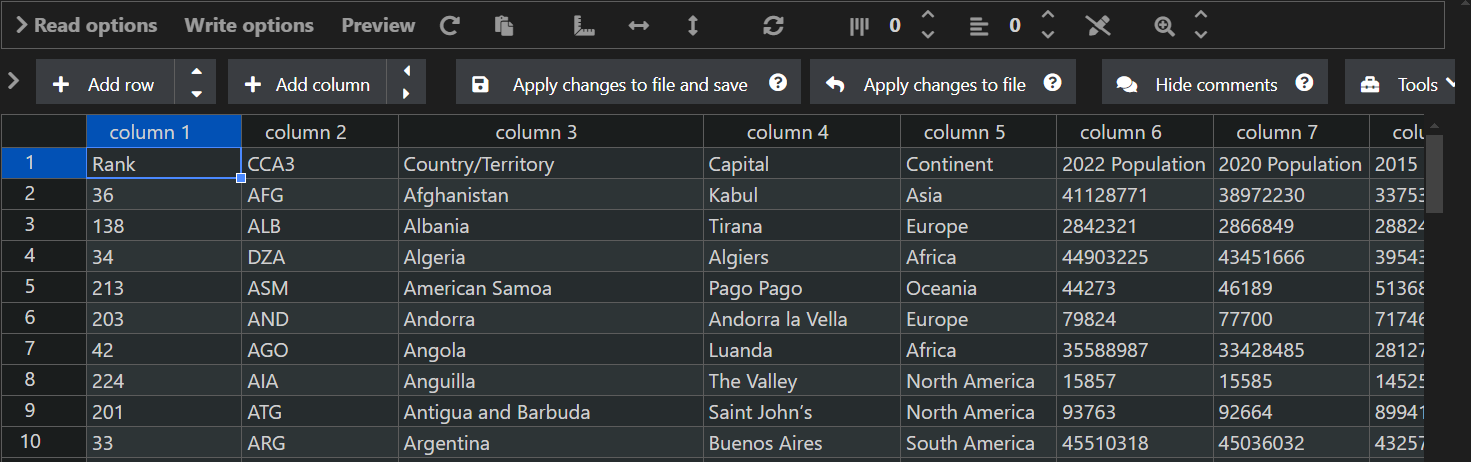 Read options Write options Preview 0 0
Add row Add column Apply changes to file and save ? Apply changes to file ? Hide comments ? Tools
column 1 column 2 column 3 column 4 column 5 column 6 column 7
1 Rank CCA3 Country/Territory Capital Continent 2022 Population 2020 Population 2015
2 36 AFG Afghanistan Kabul Asia 41128771 38972230 33753
3 138 ALB Albania Tirana Europe 2842321 2866849 28824
4 34 DZA Algeria Algiers Africa 44903225 43451666 39543
5 213 ASM American Samoa Pago Pago Oceania 44273 46189 51368
6 203 AND Andorra Andorra la Vella Europe 79824 77700 71746
7 42 AGO Angola Luanda Africa 35588987 33428485 28127
8 224 AIA Anguilla The Valley North America 15857 15585 14525
9 201 ATG Antigua and Barbuda Saint John’s North America 93763 92664 89941
10 33 ARG Argentina Buenos Aires South America 45510318 45036032 43257